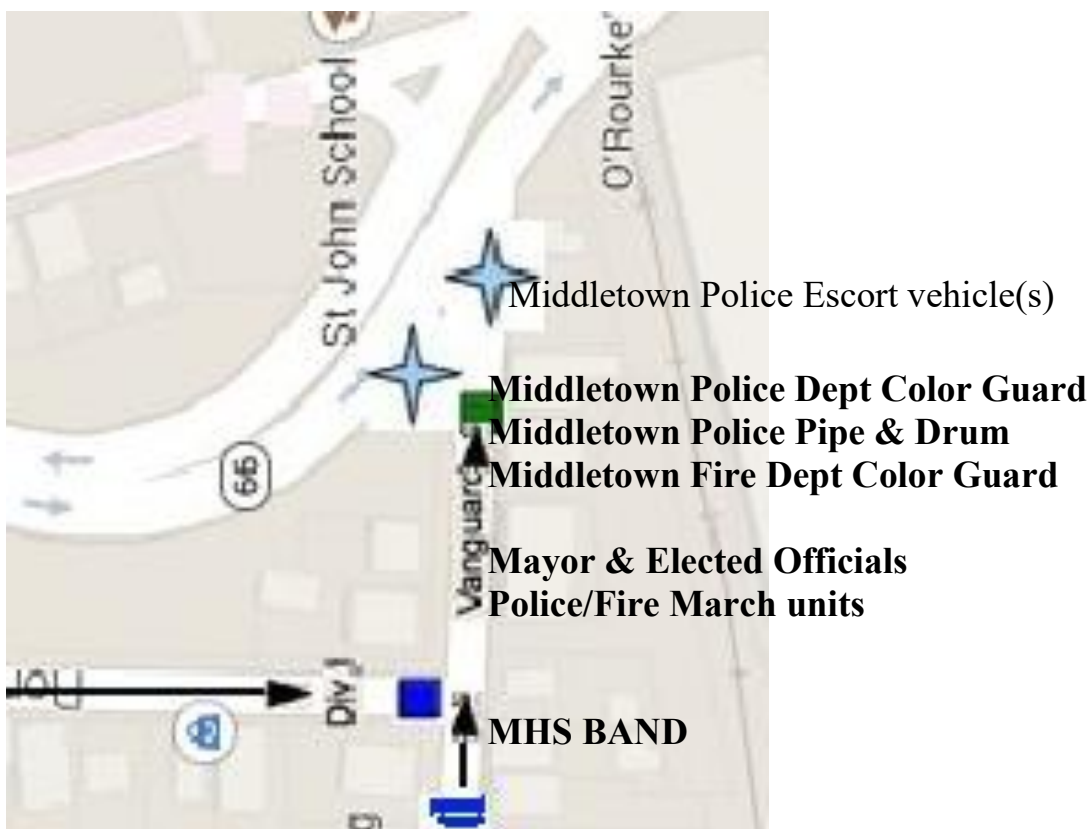 St John School
O'Rourke'
Middletown Police Escort vehicle(s)
Middletown Police Dept Color Guard
Middletown Police Pipe & Drum
Middletown Fire Dept Color Guard
66
Vanguard
Mayor & Elected Officials
Police/Fire March units
Div J
MHS BAND